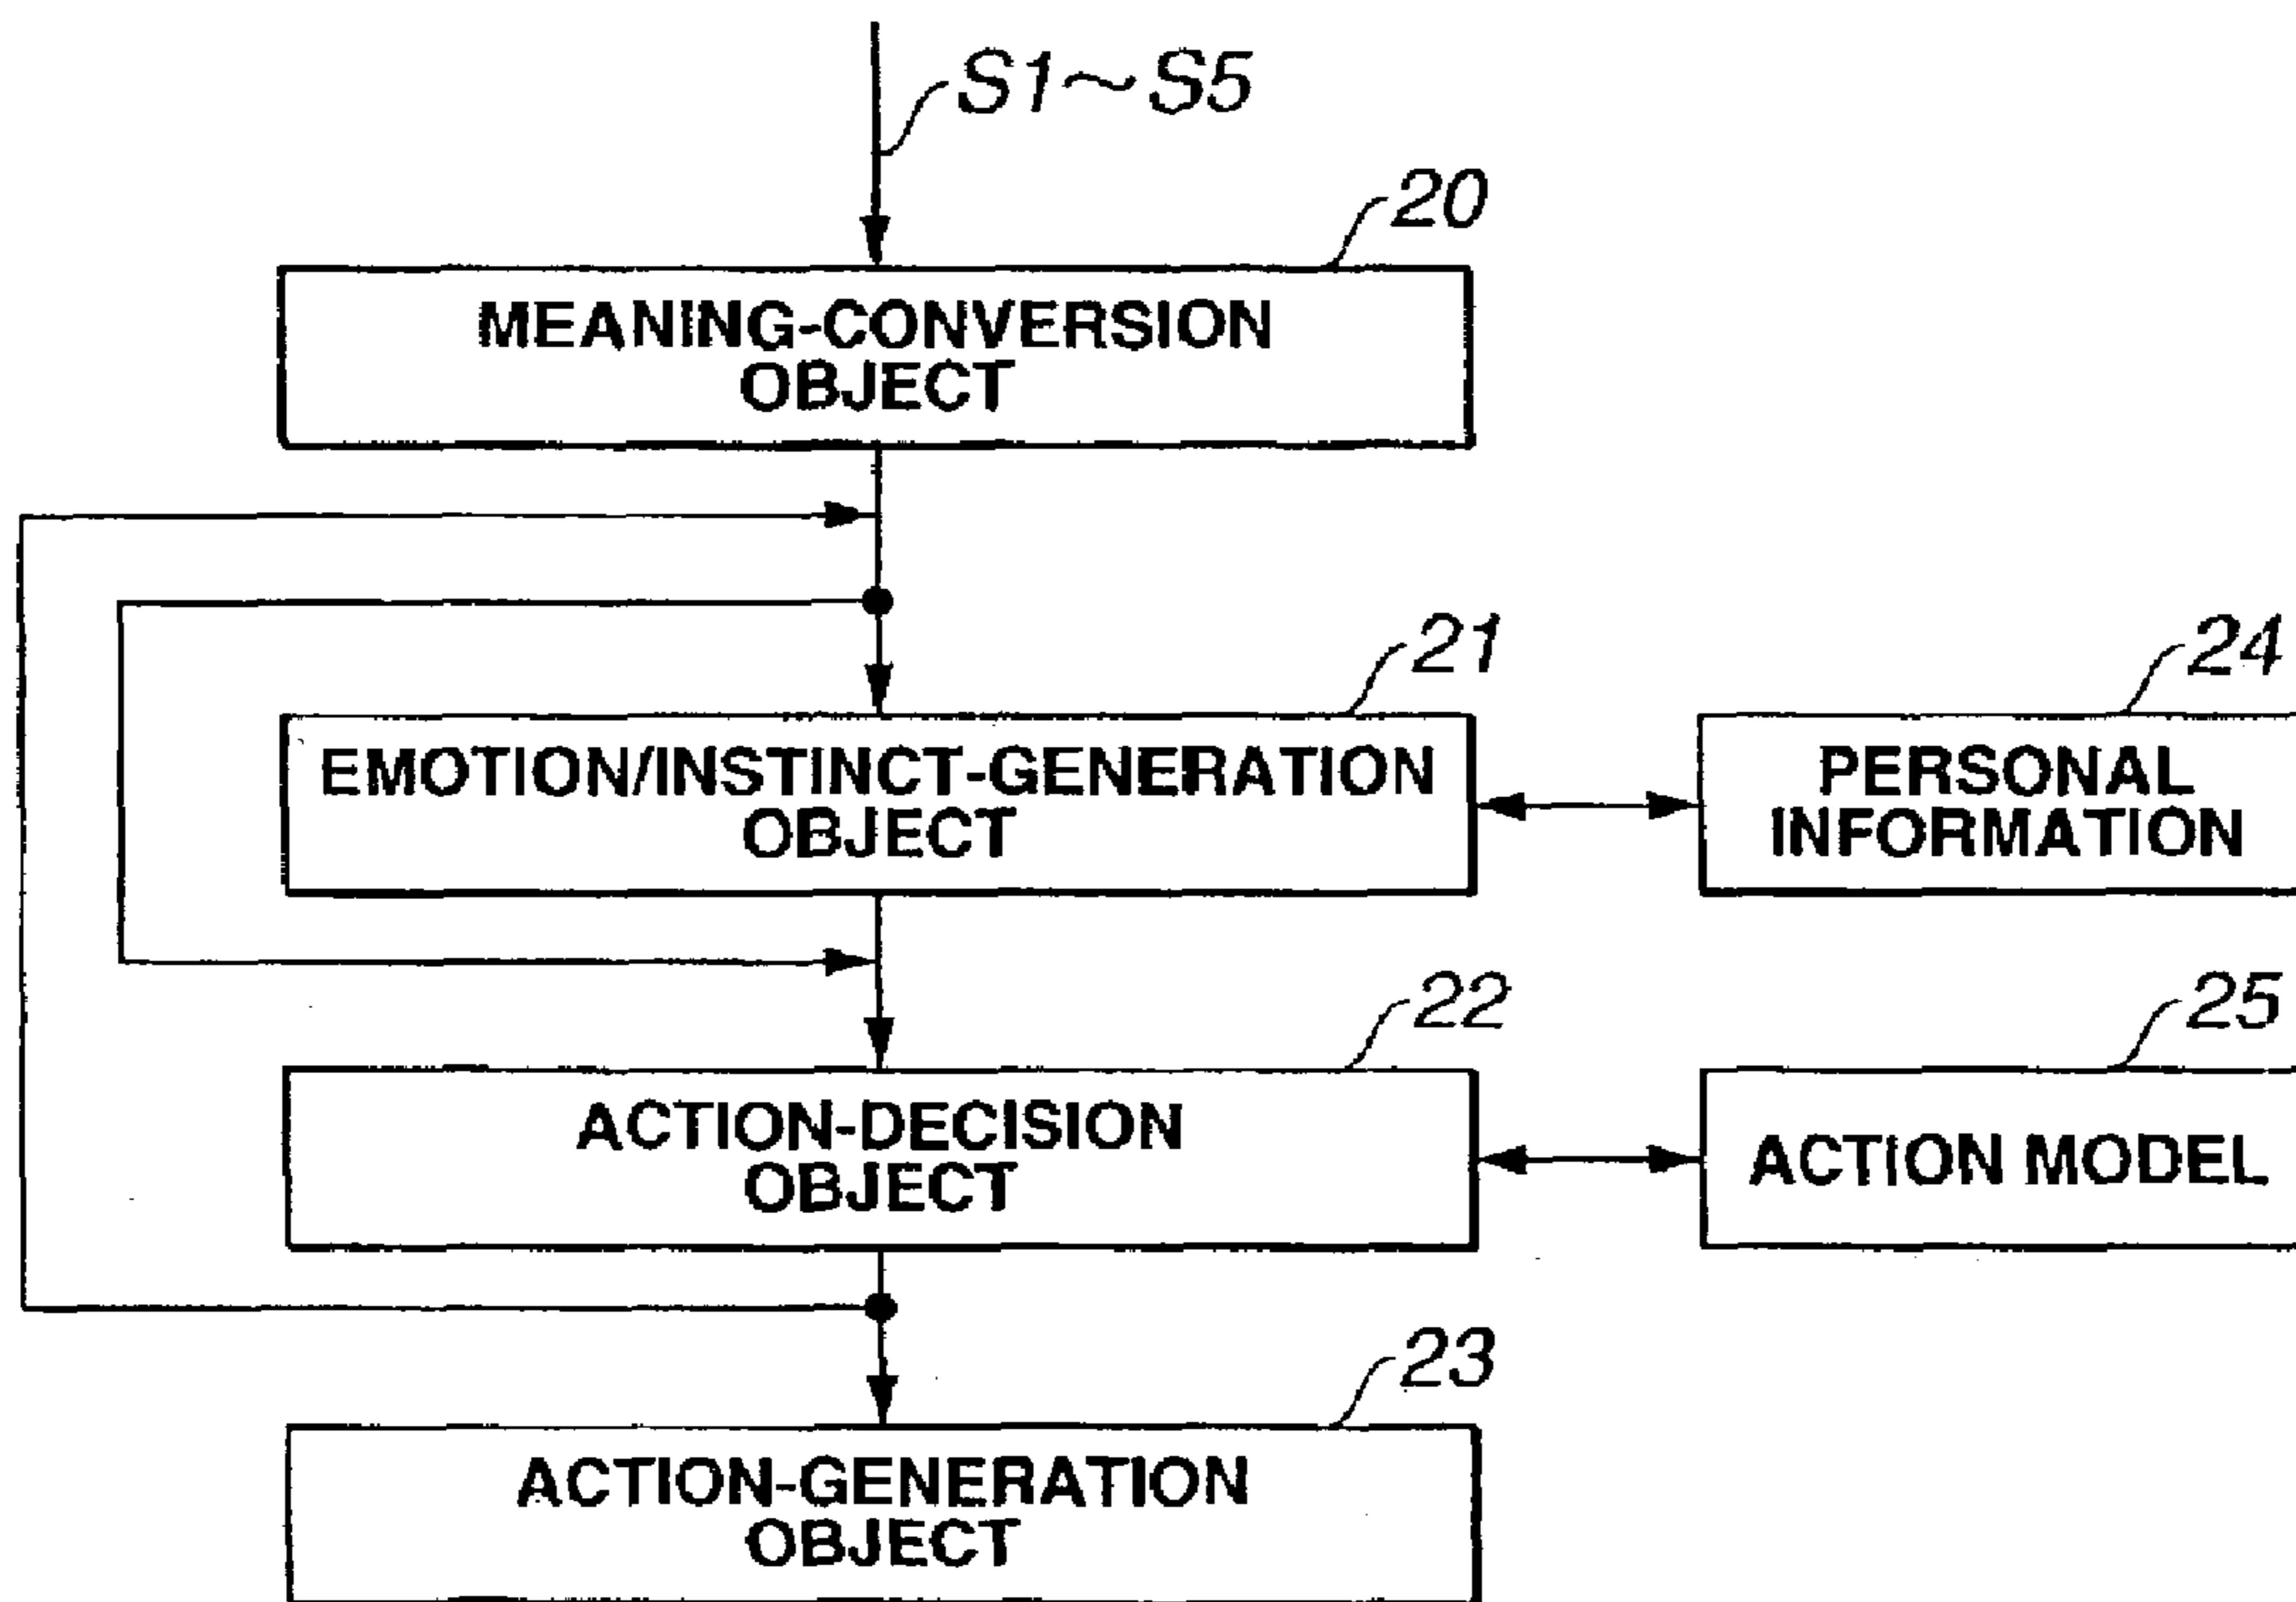 S1~S5
20
MEANING-CONVERSION
OBJECT
21
EMOTION/INSTINCT-GENERATION
OBJECT
24
PERSONAL
INFORMATION
22
ACTION-DECISION
OBJECT
25
ACTION MODEL
23
ACTION-GENERATION
OBJECT